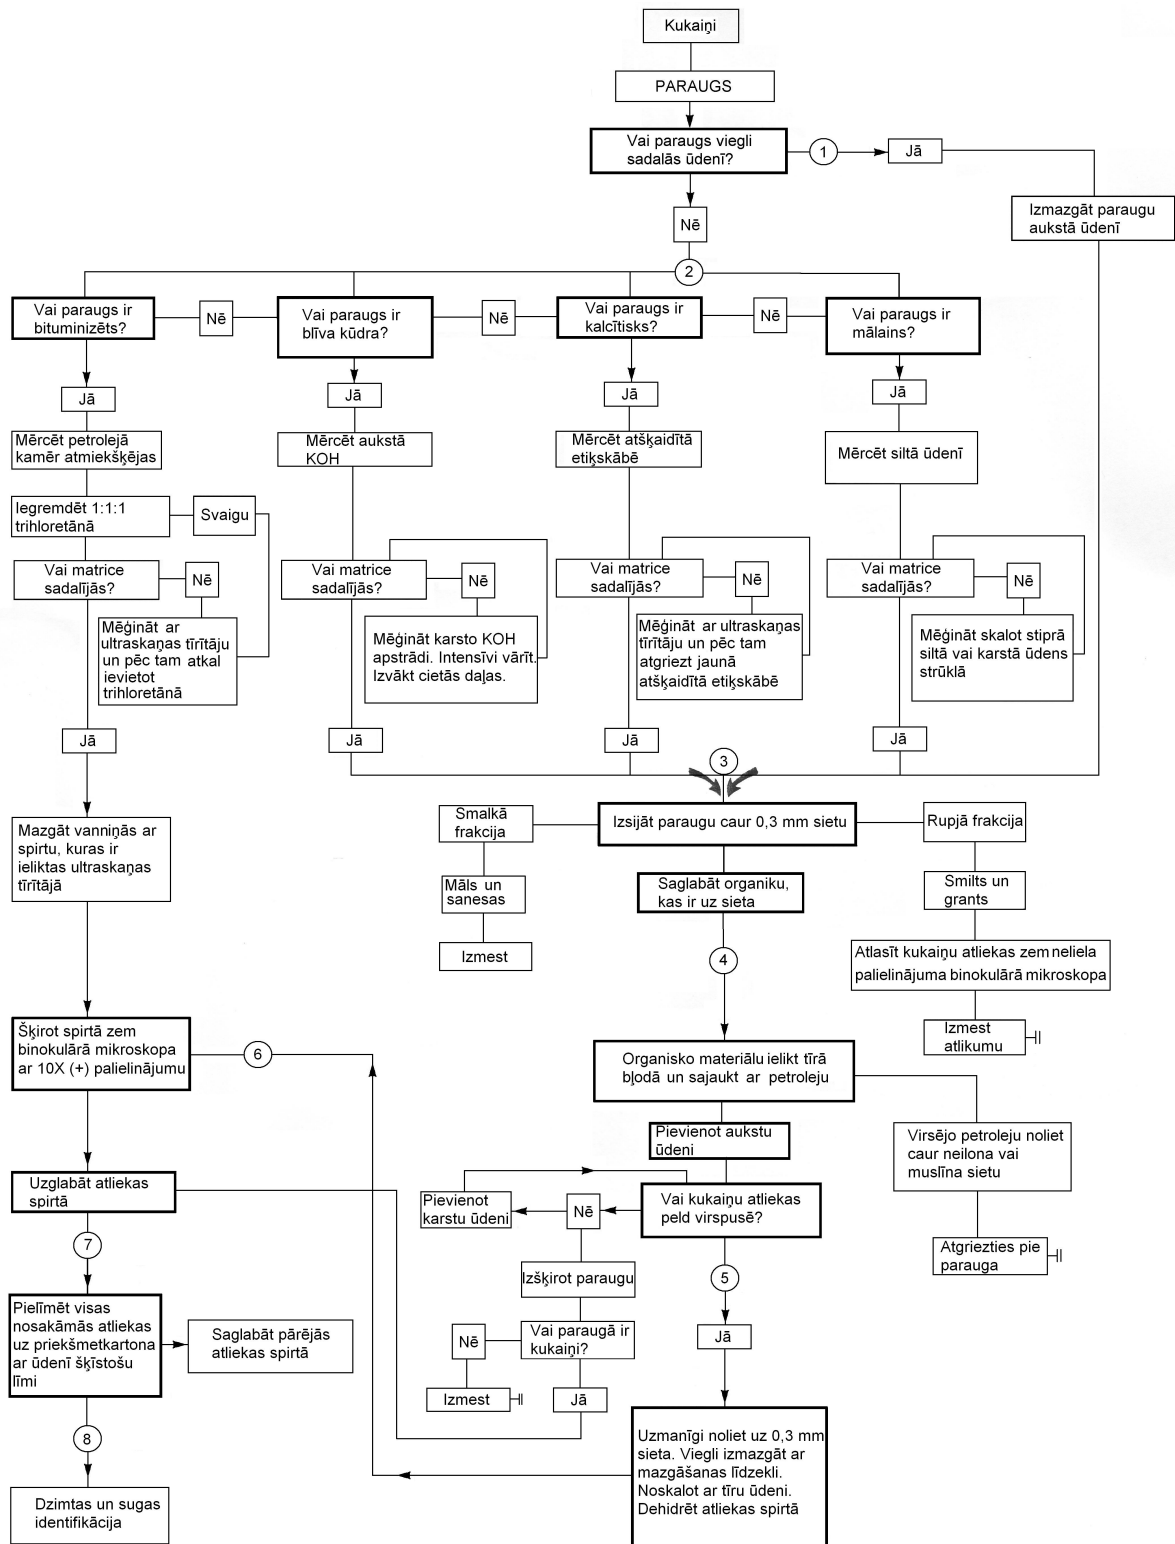 Kukaiņi
PARAUGS
Vai paraugs viegli
sadalās ūdenī?
1
Jā
Izmazgāt paraugu
aukstā ūdenī
Nē
2
Vai paraugs ir
bituminizēts?
Nē
Vai paraugs ir
blīva kūdra?
Nē
Vai paraugs ir
kalcītisks?
Nē
Vai paraugs ir
mālains?
Jā
Jā
Jā
Jā
Mērcēt petrolejā
kamēr atmiekšķējas
Mērcēt aukstā
KOH
Mērcēt atšķaidītā
etiķskābē
Mērcēt siltā ūdenī
Iegremdēt 1:1:1
trihloretānā
Svaigu
Vai matrice
sadalījās?
Nē
Vai matrice
sadalījās?
Nē
Vai matrice
sadalījās?
Nē
Vai matrice
sadalījās?
Nē
Mēģināt ar
ultraskaņas tīrītāju
un pēc tam atkal
ievietot
trihloretānā
Mēģināt karsto KOH
apstrādi. Intensīvi vārīt.
Izvākt cietās daļas.
Mēģināt ar ultraskaņas
tīrītāju un pēc tam
atgriezt jaunā
atšķaidītā etiķskābē
Mēģināt skalot stiprā
siltā vai karstā ūdens
strūklā
Jā
Jā
Jā
Jā
3
Mazgāt vanniņās ar
spirtu, kuras ir
ieliktas ultraskaņas
tīrītājā
Smalkā
frakcija
Izsijāt paraugu caur 0,3 mm sietu
Rupjā frakcija
Māls un
sanesas
Saglabāt organiku,
kas ir uz sieta
Smilts un
grants
Izmest
4
Atlasīt kukaiņu atliekas zem neliela
palielinājuma binokulārā mikroskopa
Izmest
atlikumu
Šķirot spirtā zem
binokulārā mikroskopa
ar 10X (+) palielinājumu
6
Organisko materiālu ielikt tīrā
bļodā un sajaukt ar petroleju
Pievienot aukstu
ūdeni
Virsējo petroleju noliet
caur neilona vai
muslīna sietu
Uzglabāt atliekas
spirtā
Pievienot
karstu ūdeni
Nē
Vai kukaiņu atliekas
peld virspusē?
Atgriezties pie
parauga
7
Izšķirot paraugu
5
Pielīmēt visas
nosakāmās atliekas
uz priekšmetkartona
ar ūdenī šķīstošu
līmi
Saglabāt pārējās
atliekas spirtā
Nē
Vai paraugā ir
kukaiņi?
Jā
Izmest
Jā
8
Uzmanīgi noliet uz 0,3 mm
sieta. Viegli izmazgāt ar
mazgāšanas līdzekli.
Noskalot ar tīru ūdeni.
Dehidrēt atliekas spirtā
Dzimtas un sugas
identifikācija